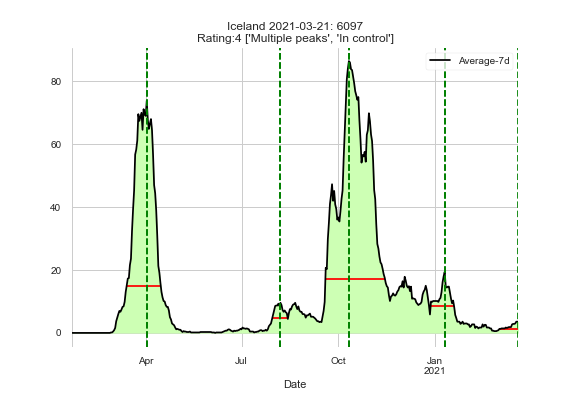 Iceland 2021-03-21: 6097
Rating:4 ['Multiple peaks', 'In control']
Average-7d
80
60
40
20
0
Apr
Jul
Oct
Jan
2021
Date